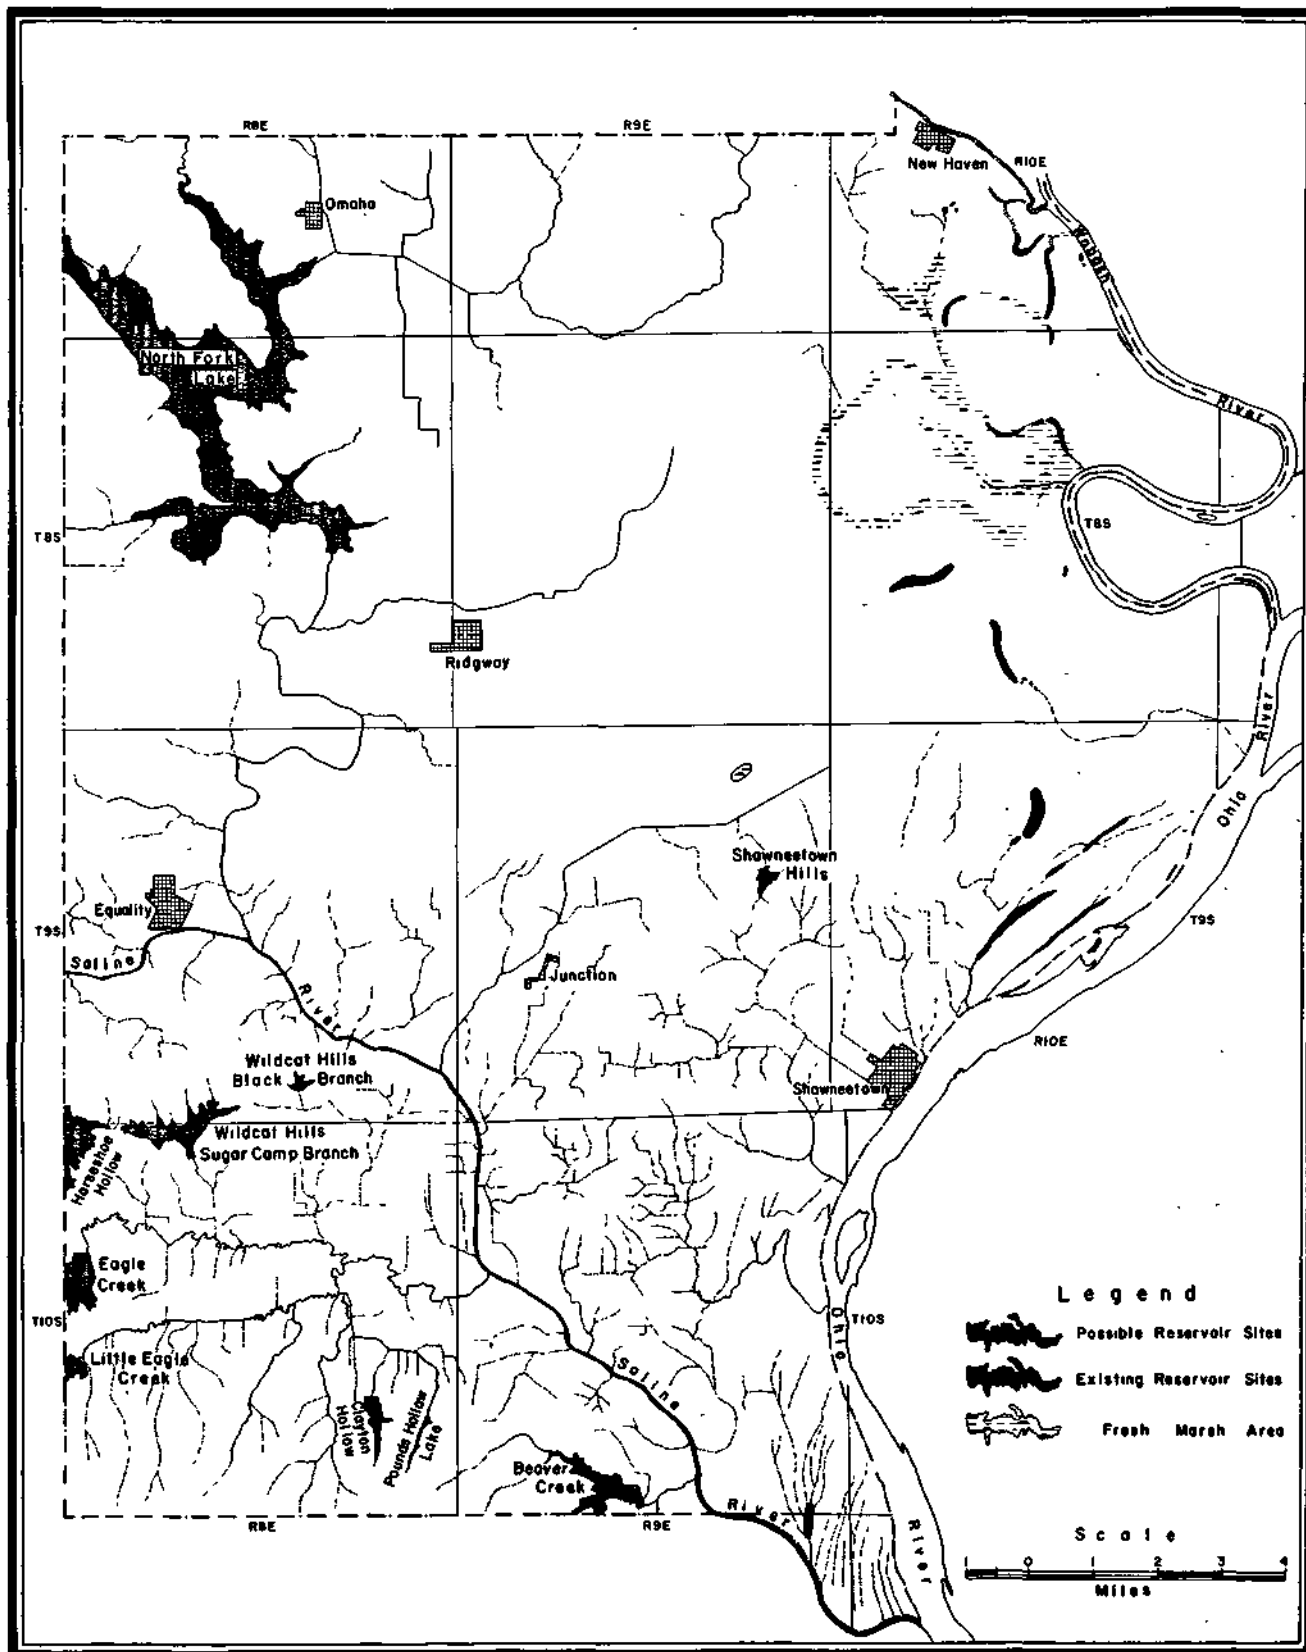 R8E
R9E
New Haven
R10E
Omaha
Wabash
North Fork
Lake
River
T8S
T8S
Ridgway
River
Ohio
Shawneetown
Hills
Equality
T9S
T9S
Saline
Junction
River
R10E
Wildcat Hills
Black Branch
Shawneetown
Wildcat Hills
Sugar Camp Branch
Horseshoe
Hollow
Eagle
Creek
Legend
T10S
Ohio
T10S
Possible Reservoir Sites
Little Eagle
Creek
Saline
Existing Reservoir Sites
Clayton
Hollow
Pounds Hollow
Lake
Fresh Marsh Area
Beaver
Creek
River
R8E
R9E
River
Scale
1 0 1 2 3 4
Miles